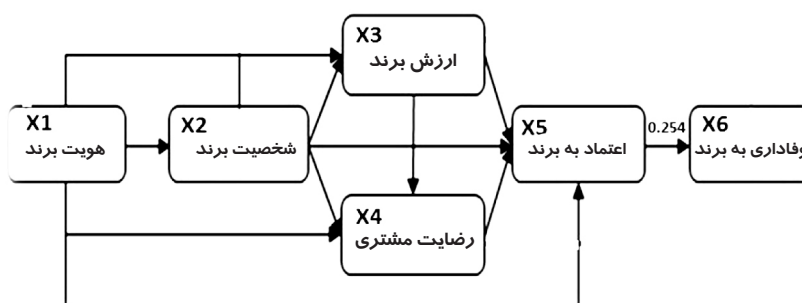 X3
ارزش برند
X1
هویت برند
X2
شخصیت برند
X5
اعتماد به برند
0.254
X6
وفاداری به برند
X4
رضایت مشتری